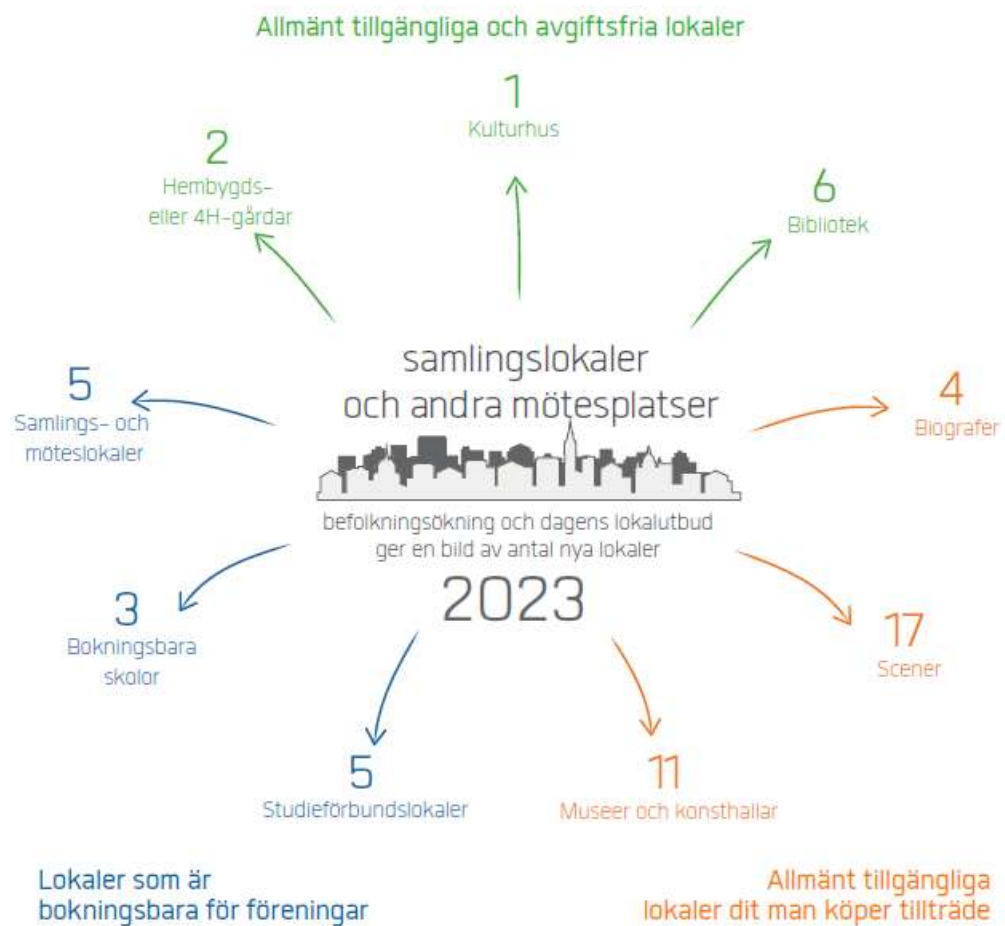 Allmänt tillgängliga och avgiftsfria lokaler
1
Kulturhus
2
Hembygds-
eller 4H-gårdar
6
Bibliotek
samlingslokaler
och andra mötesplatser
befolkningsökning och dagens lokalutbud
ger en bild av antal nya lokaler
2023
5
Samlings- och
möteslokaler
4
Biografer
3
Bokningsbara
skolor
17
Scener
5
Studieförbundslokaler
11
Museer och konsthallar
Lokaler som är
bokningsbara för föreningar
Allmänt tillgängliga
lokaler dit man köper tillträde